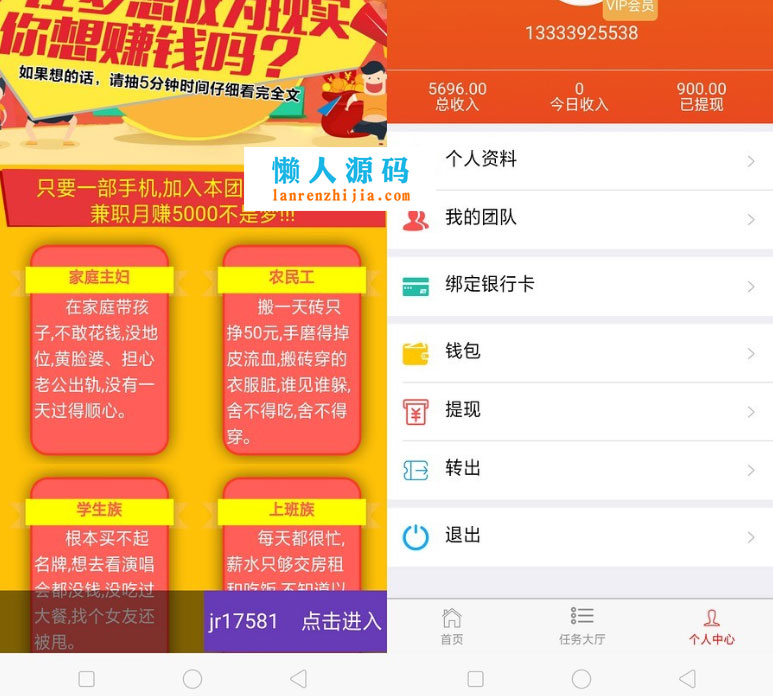 你想赚钱吗?
如果想的话，请抽5分钟时间仔细看完全文
只要一部手机,加入本团
兼职月赚5000不是梦!!!
懒人源码
lanrenzhijia.com
家庭主妇
在家庭带孩
子,不敢花钱,没地
位,黄脸婆、担心
老公出轨,没有一
天过得顺心。
农民工
搬一天砖只
挣50元,手磨得掉
皮流血,搬砖穿的
衣服脏,谁见谁躲,
舍不得吃,舍不得
穿。
学生族
根本买不起
名牌,想去看演唱
会都没钱,没吃过
大餐,找个女友还
被甩。
上班族
每天都很忙,
薪水只够交房租
和吃饭,不知道以
jr17581 点击进入
VIP会员
13333925538
5696.00 0 900.00
总收入 今日收入 已提现
个人资料
我的团队
绑定银行卡
钱包
提现
转出
退出
首页 任务大厅 个人中心